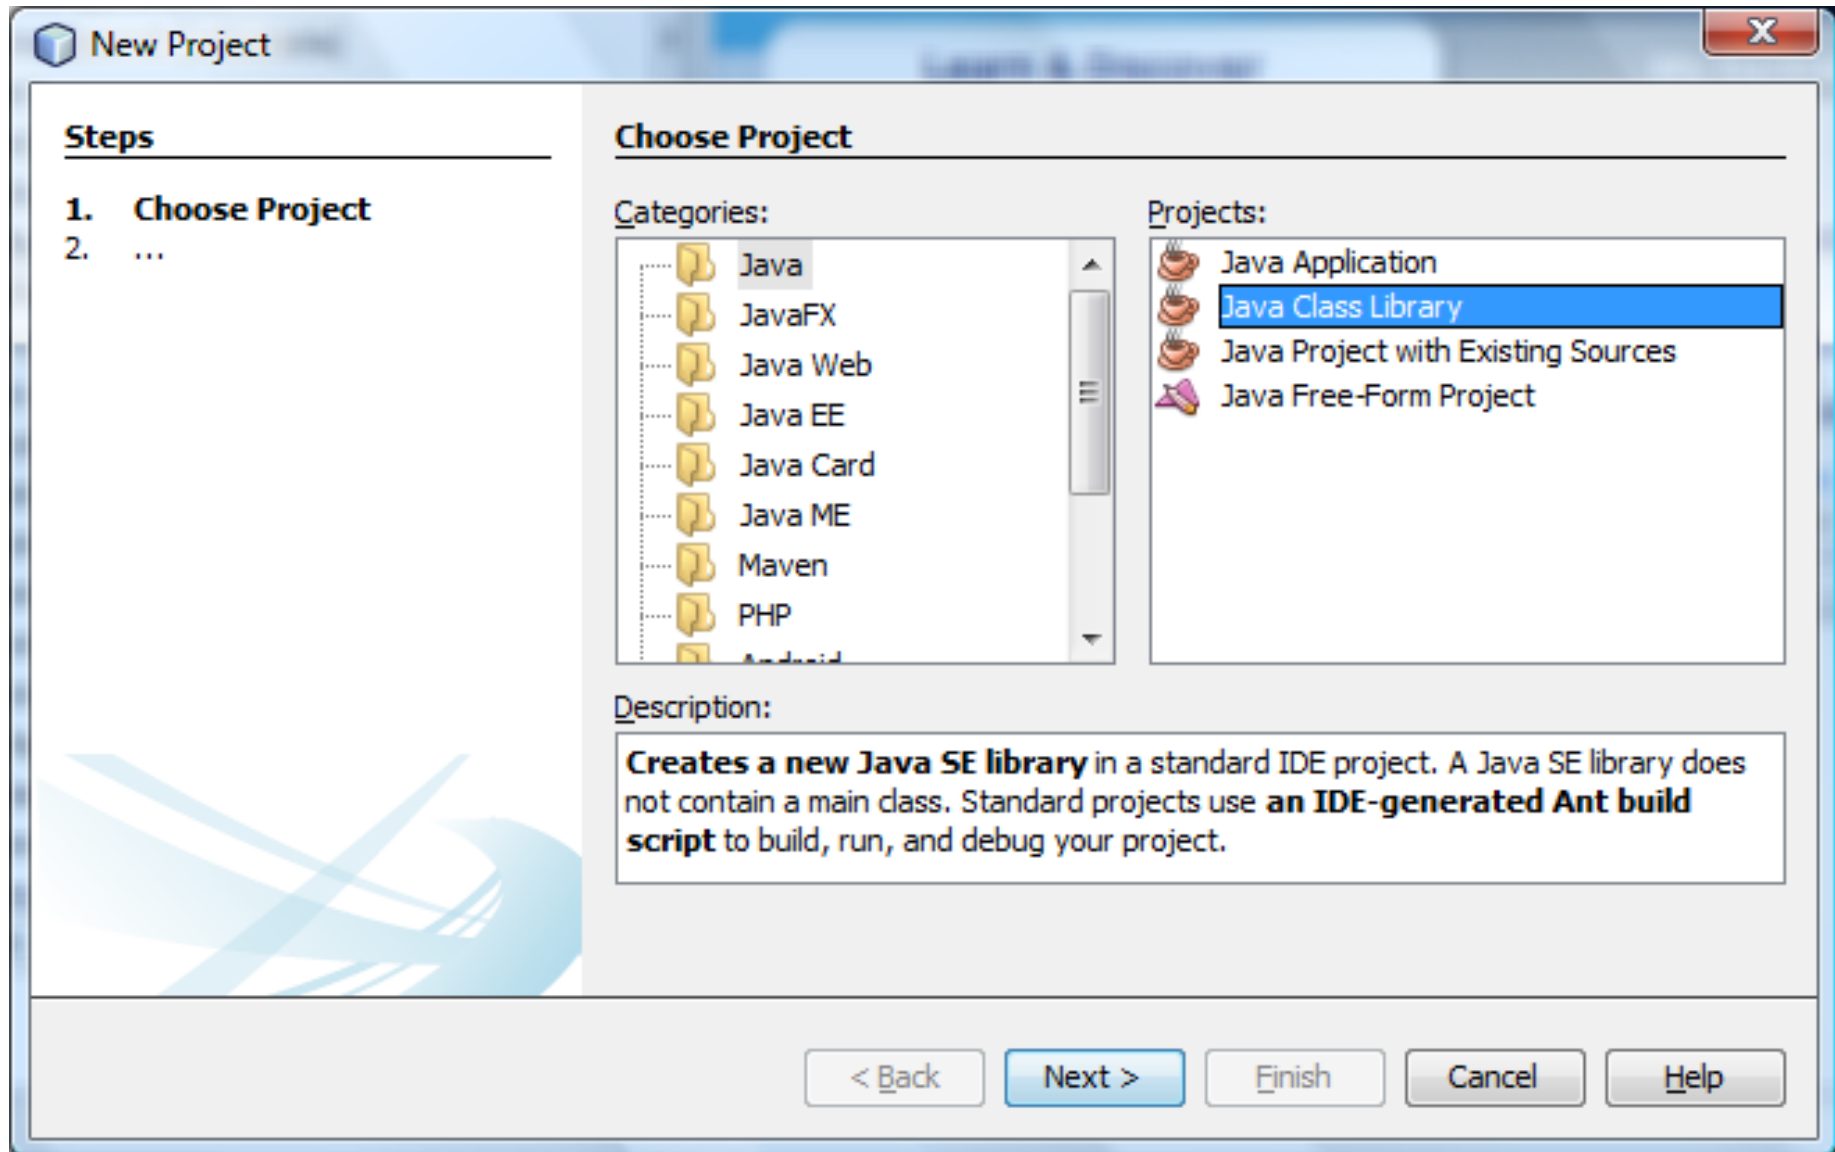 New Project
Learn & Discover
Steps
1. Choose Project
2. ...
Choose Project
Categories:
Java
JavaFX
Java Web
Java EE
Java Card
Java ME
Maven
PHP
Android
Projects:
Java Application
Java Class Library
Java Project with Existing Sources
Java Free-Form Project
Description:
Creates a new Java SE library in a standard IDE project. A Java SE library does
not contain a main class. Standard projects use an IDE-generated Ant build
script to build, run, and debug your project.
< Back
Next >
Finish
Cancel
Help